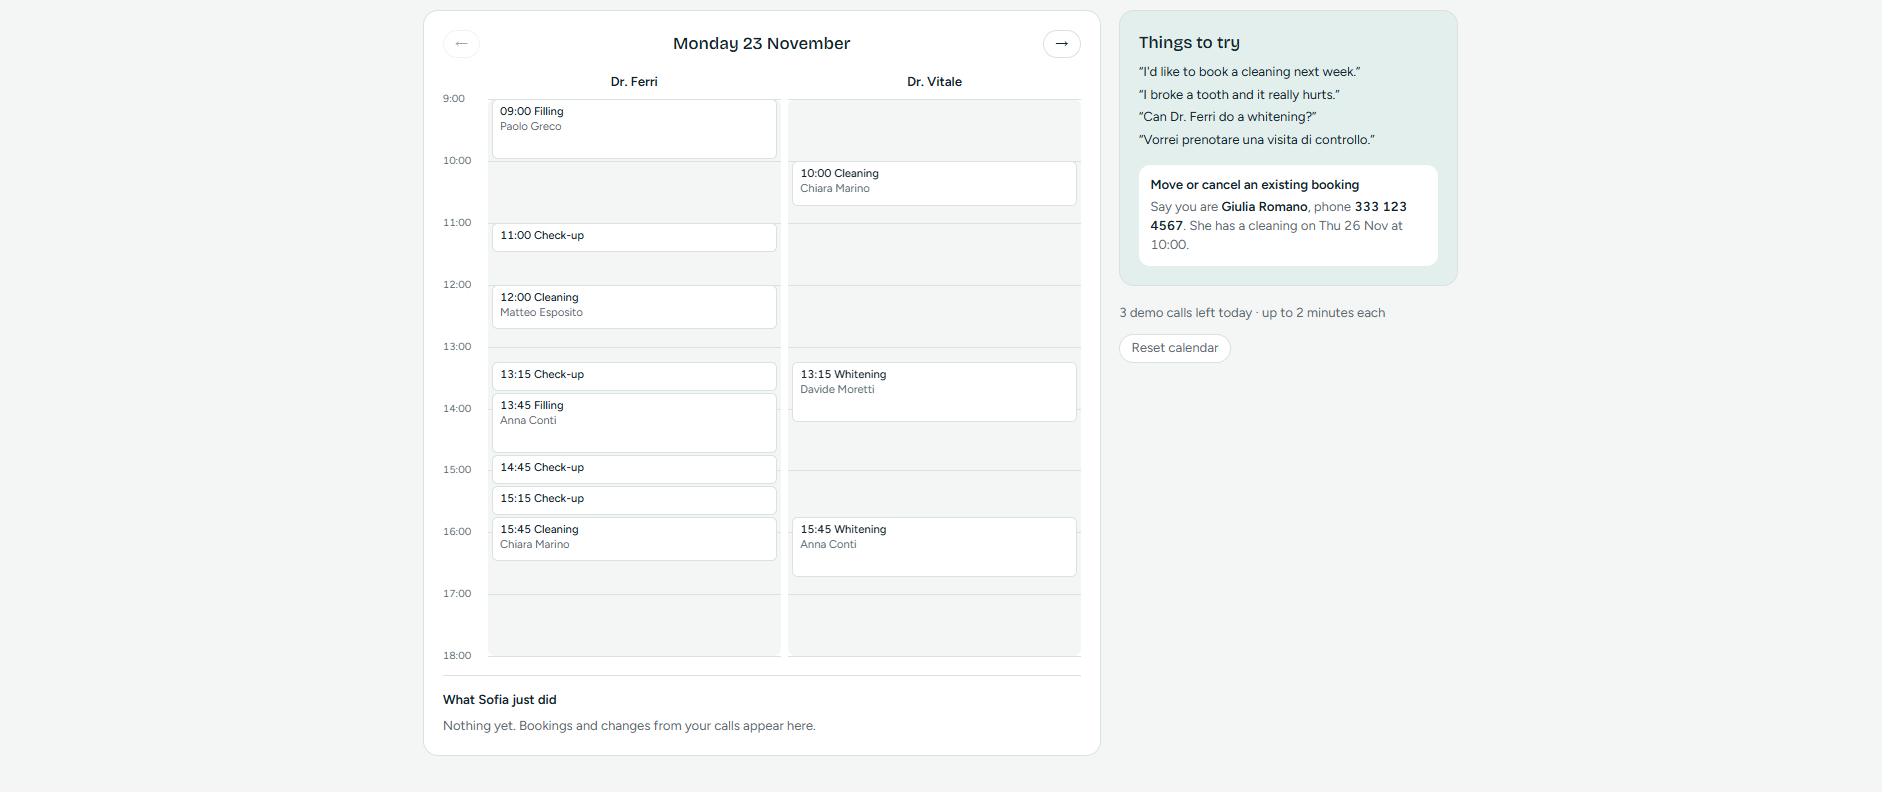 ←
Monday 23 November
→
Dr. Ferri
Dr. Vitale
9:00
09:00 Filling
Paolo Greco
10:00
10:00 Cleaning
Chiara Marino
11:00
11:00 Check-up
12:00
12:00 Cleaning
Matteo Esposito
13:00
13:15 Check-up
13:15 Whitening
Davide Moretti
13:45 Filling
Anna Conti
14:00
14:45 Check-up
15:00
15:15 Check-up
15:45 Cleaning
Chiara Marino
15:45 Whitening
Anna Conti
16:00
17:00
18:00
What Sofia just did
Nothing yet. Bookings and changes from your calls appear here.
Things to try
“I'd like to book a cleaning next week.”
“I broke a tooth and it really hurts.”
“Can Dr. Ferri do a whitening?”
“Vorrei prenotare una visita di controllo.”
Move or cancel an existing booking
Say you are Giulia Romano, phone 333 123
4567. She has a cleaning on Thu 26 Nov at
10:00.
3 demo calls left today · up to 2 minutes each
Reset calendar